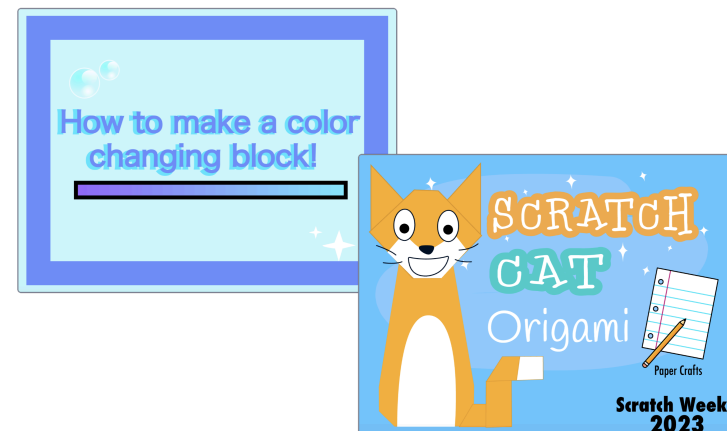 How to make a color
changing block!
SCRATCH
CAT
Origami
Paper Crafts
Scratch Week
2023